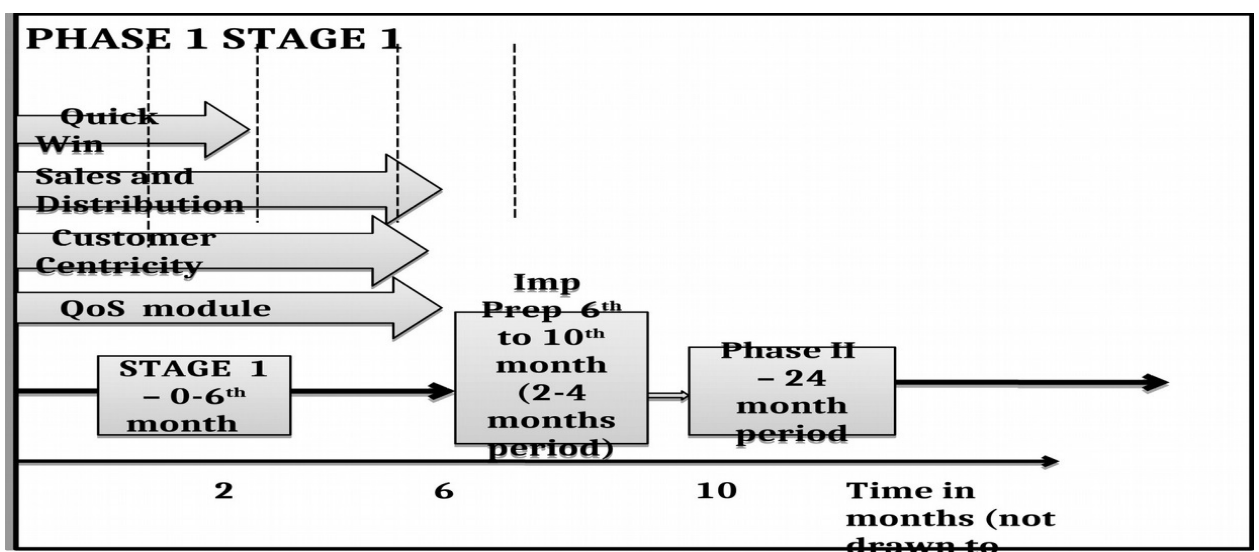 PHASE 1 STAGE 1
Quick
Win
Sales and
Distribution
Customer
Centricity
QoS module
STAGE 1
– 0-6th
month
Imp
Prep 6th
to 10th
month
(2-4
months
period)
Phase II
– 24
month
period
2
6
10
Time in
months (not
drawn to